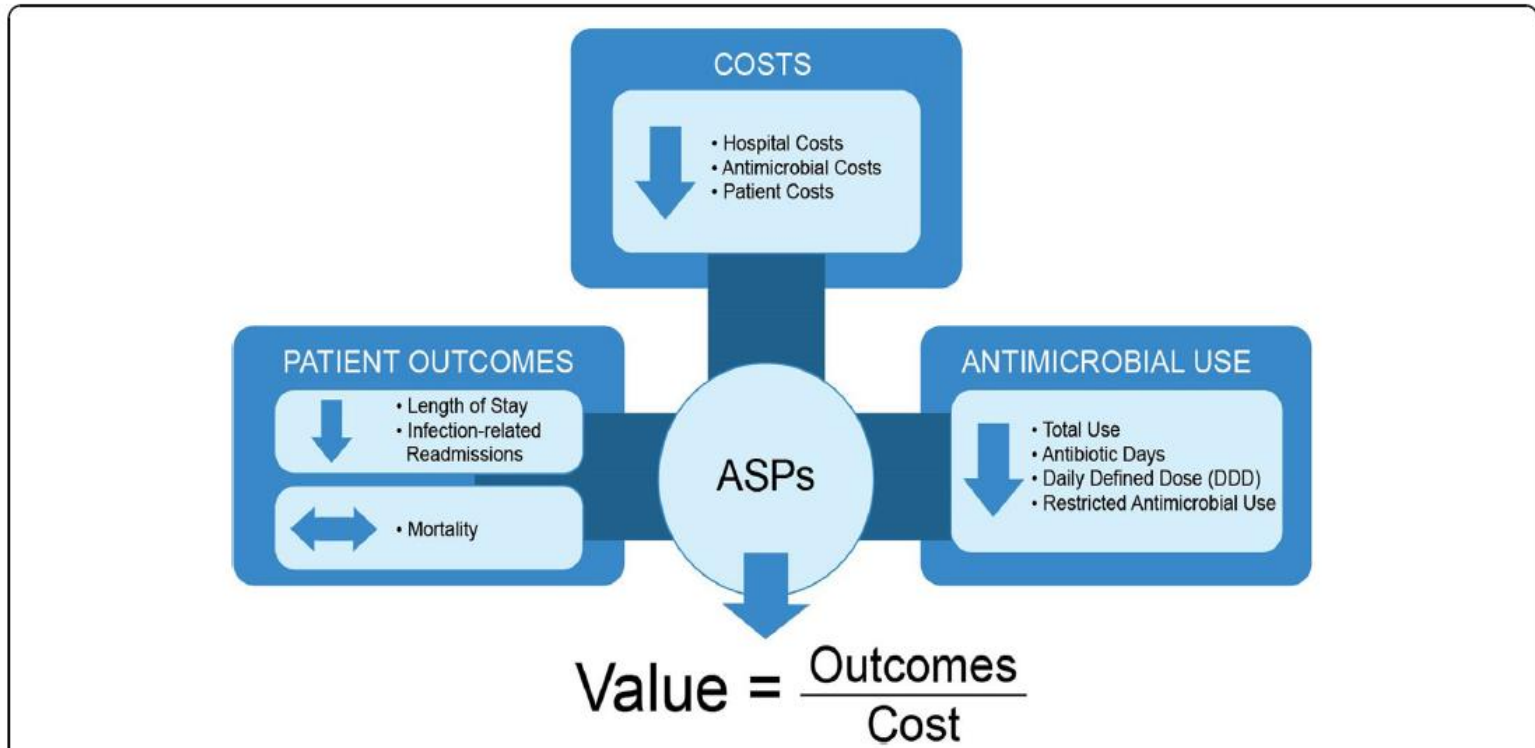 COSTS
• Hospital Costs
• Antimicrobial Costs
• Patient Costs
PATIENT OUTCOMES
• Length of Stay
• Infection-related
Readmissions
• Mortality
ASPs
ANTIMICROBIAL USE
• Total Use
• Antibiotic Days
• Daily Defined Dose (DDD)
• Restricted Antimicrobial Use
Value = Outcomes
Cost